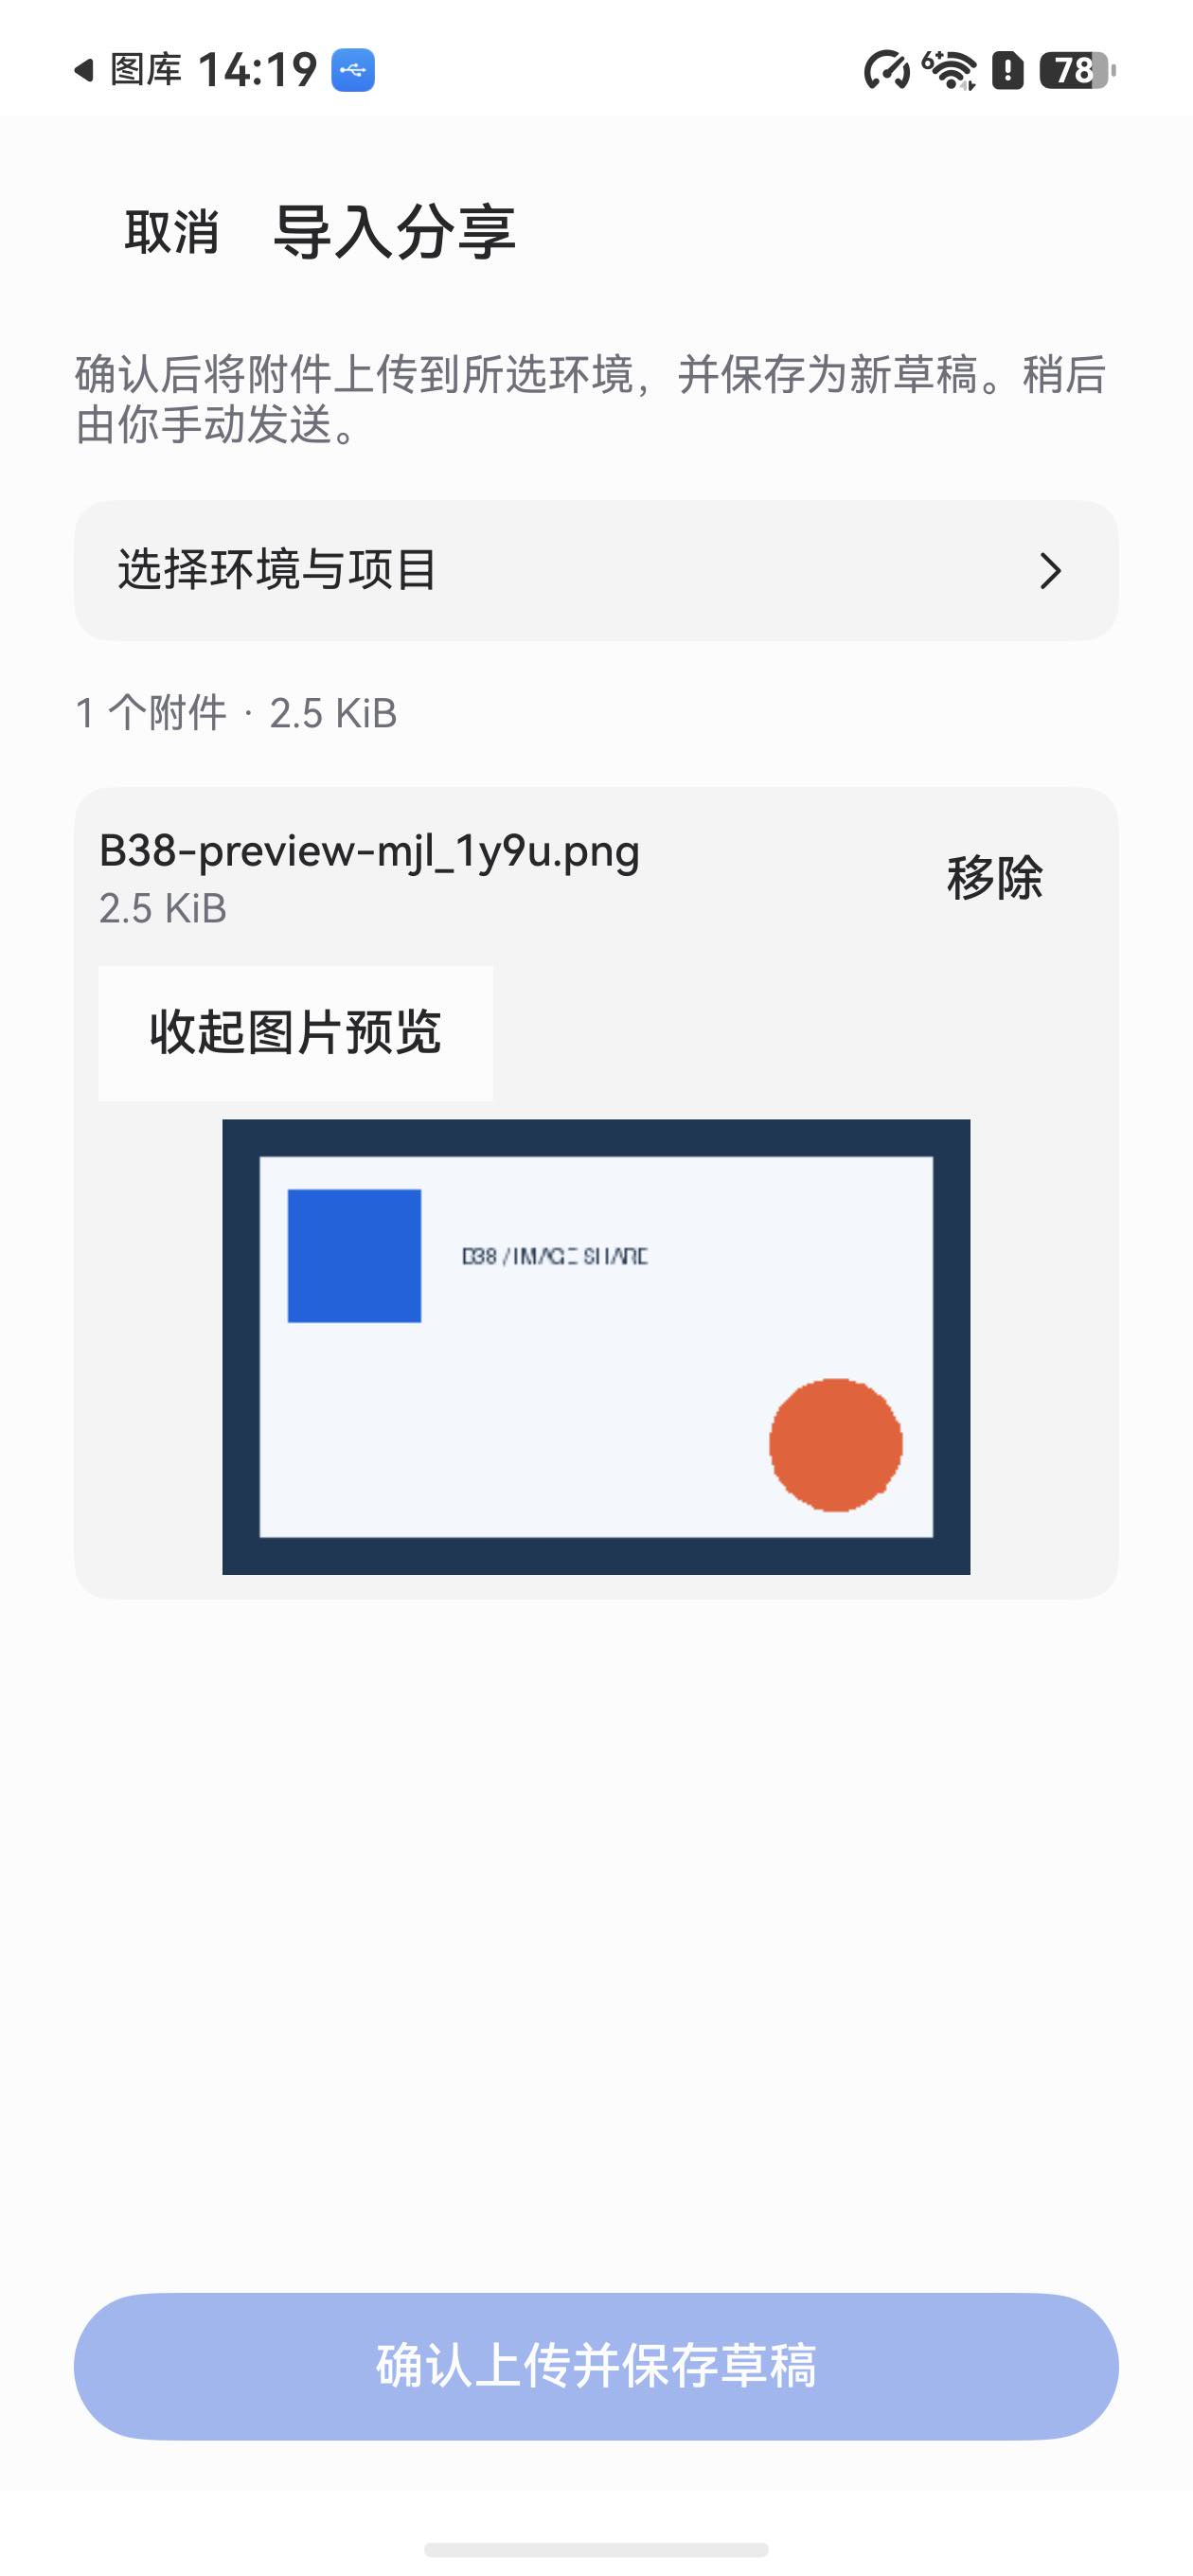 图库 14:19
6+
78
取消 导入分享
确认后将附件上传到所选环境，并保存为新草稿。稍后
由你手动发送。
选择环境与项目
1 个附件 · 2.5 KiB
B38-preview-mjl_1y9u.png
2.5 KiB
移除
收起图片预览
B38 / IMAGE SHARE
确认上传并保存草稿